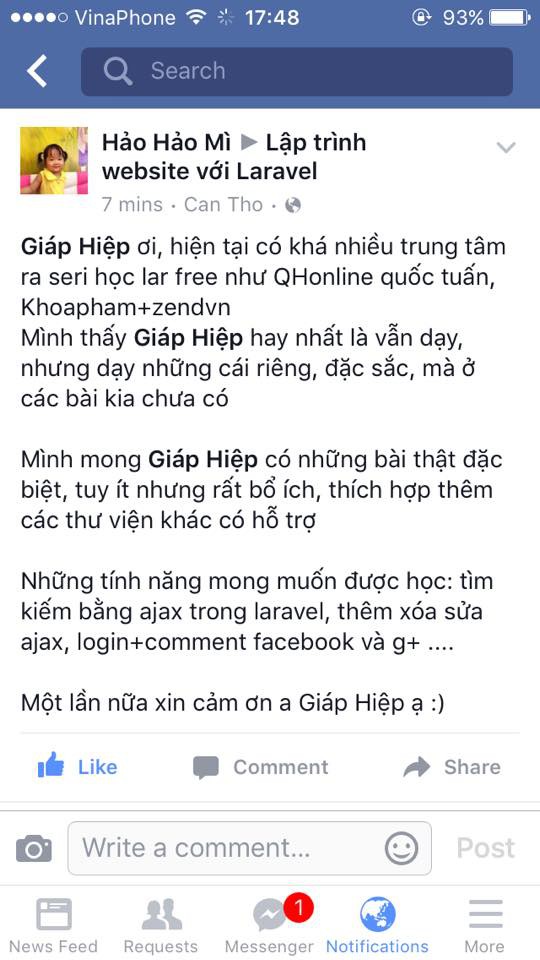 VinaPhone 17:48 93%
Search
Hảo Hảo Mì ▶ Lập trình
website với Laravel
7 mins · Can Tho ·
Giáp Hiệp ơi, hiện tại có khá nhiều trung tâm
ra seri học lar free như QHonline quốc tuấn,
Khoapham+zendvn
Mình thấy Giáp Hiệp hay nhất là vẫn dạy,
nhưng dạy những cái riêng, đặc sắc, mà ở
các bài kia chưa có
Mình mong Giáp Hiệp có những bài thật đặc
biệt, tuy ít nhưng rất bổ ích, thích hợp thêm
các thư viện khác có hỗ trợ
Những tính năng mong muốn được học: tìm
kiếm bằng ajax trong laravel, thêm xóa sửa
ajax, login+comment facebook và g+ ....
Một lần nữa xin cảm ơn a Giáp Hiệp ạ :)
Like Comment Share
Write a comment... Post
1
News Feed Requests Messenger Notifications More